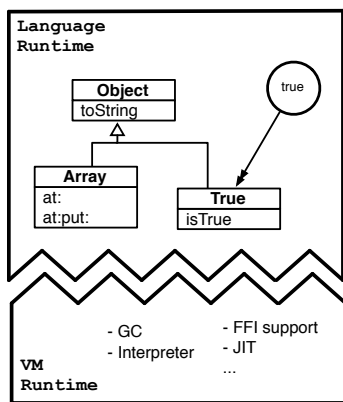 Language
Runtime
Object
toString
true
Array
at:
at:put:
True
isTrue
- GC
- Interpreter
- FFI support
- JIT
...
VM
Runtime